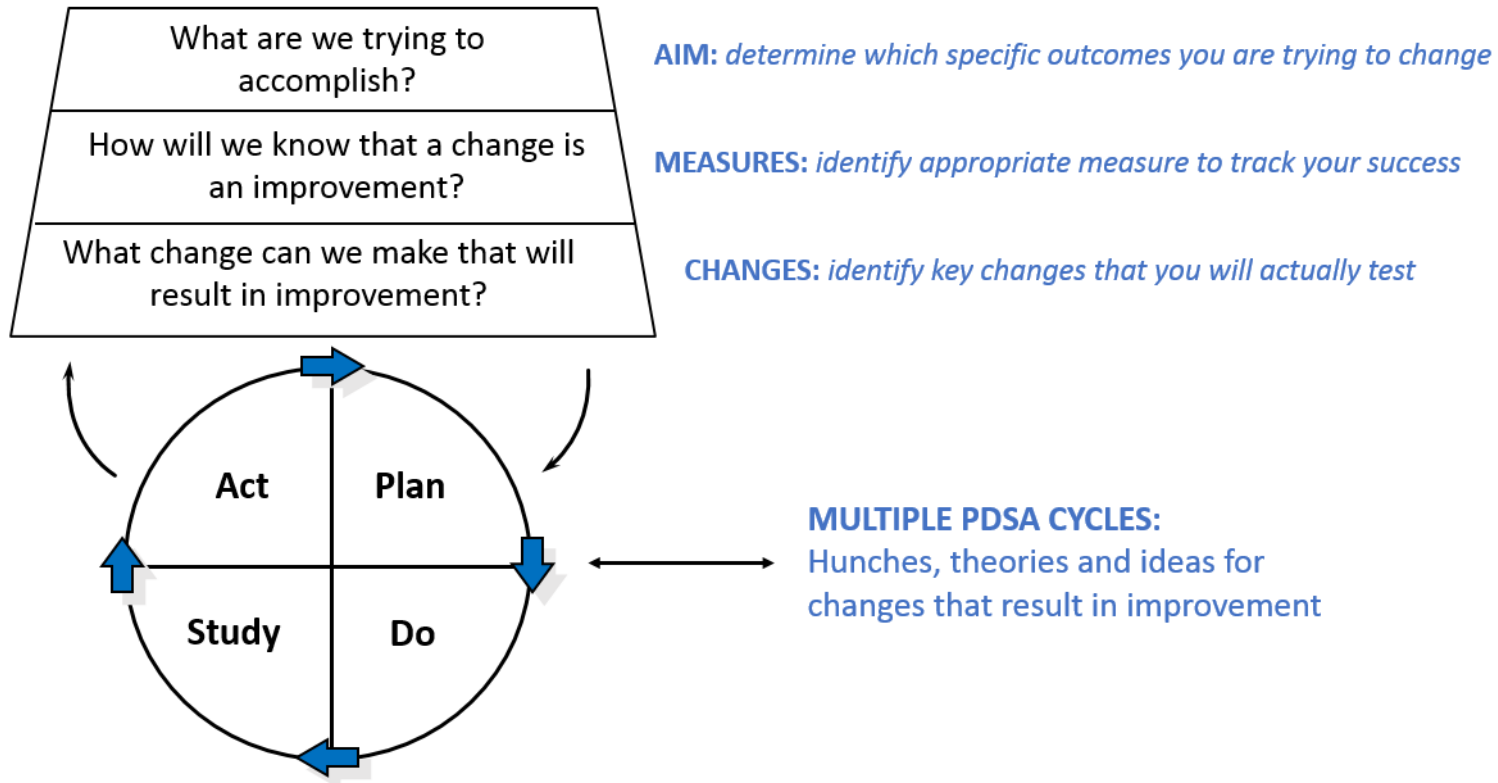 What are we trying to
accomplish?
AIM: determine which specific outcomes you are trying to change
How will we know that a change is
an improvement?
MEASURES: identify appropriate measure to track your success
What change can we make that will
result in improvement?
CHANGES: identify key changes that you will actually test
Act
Plan
Study
Do
MULTIPLE PDSA CYCLES:
Hunches, theories and ideas for
changes that result in improvement